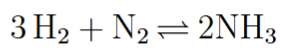 3 H₂ + N₂ ⇌ 2NH₃